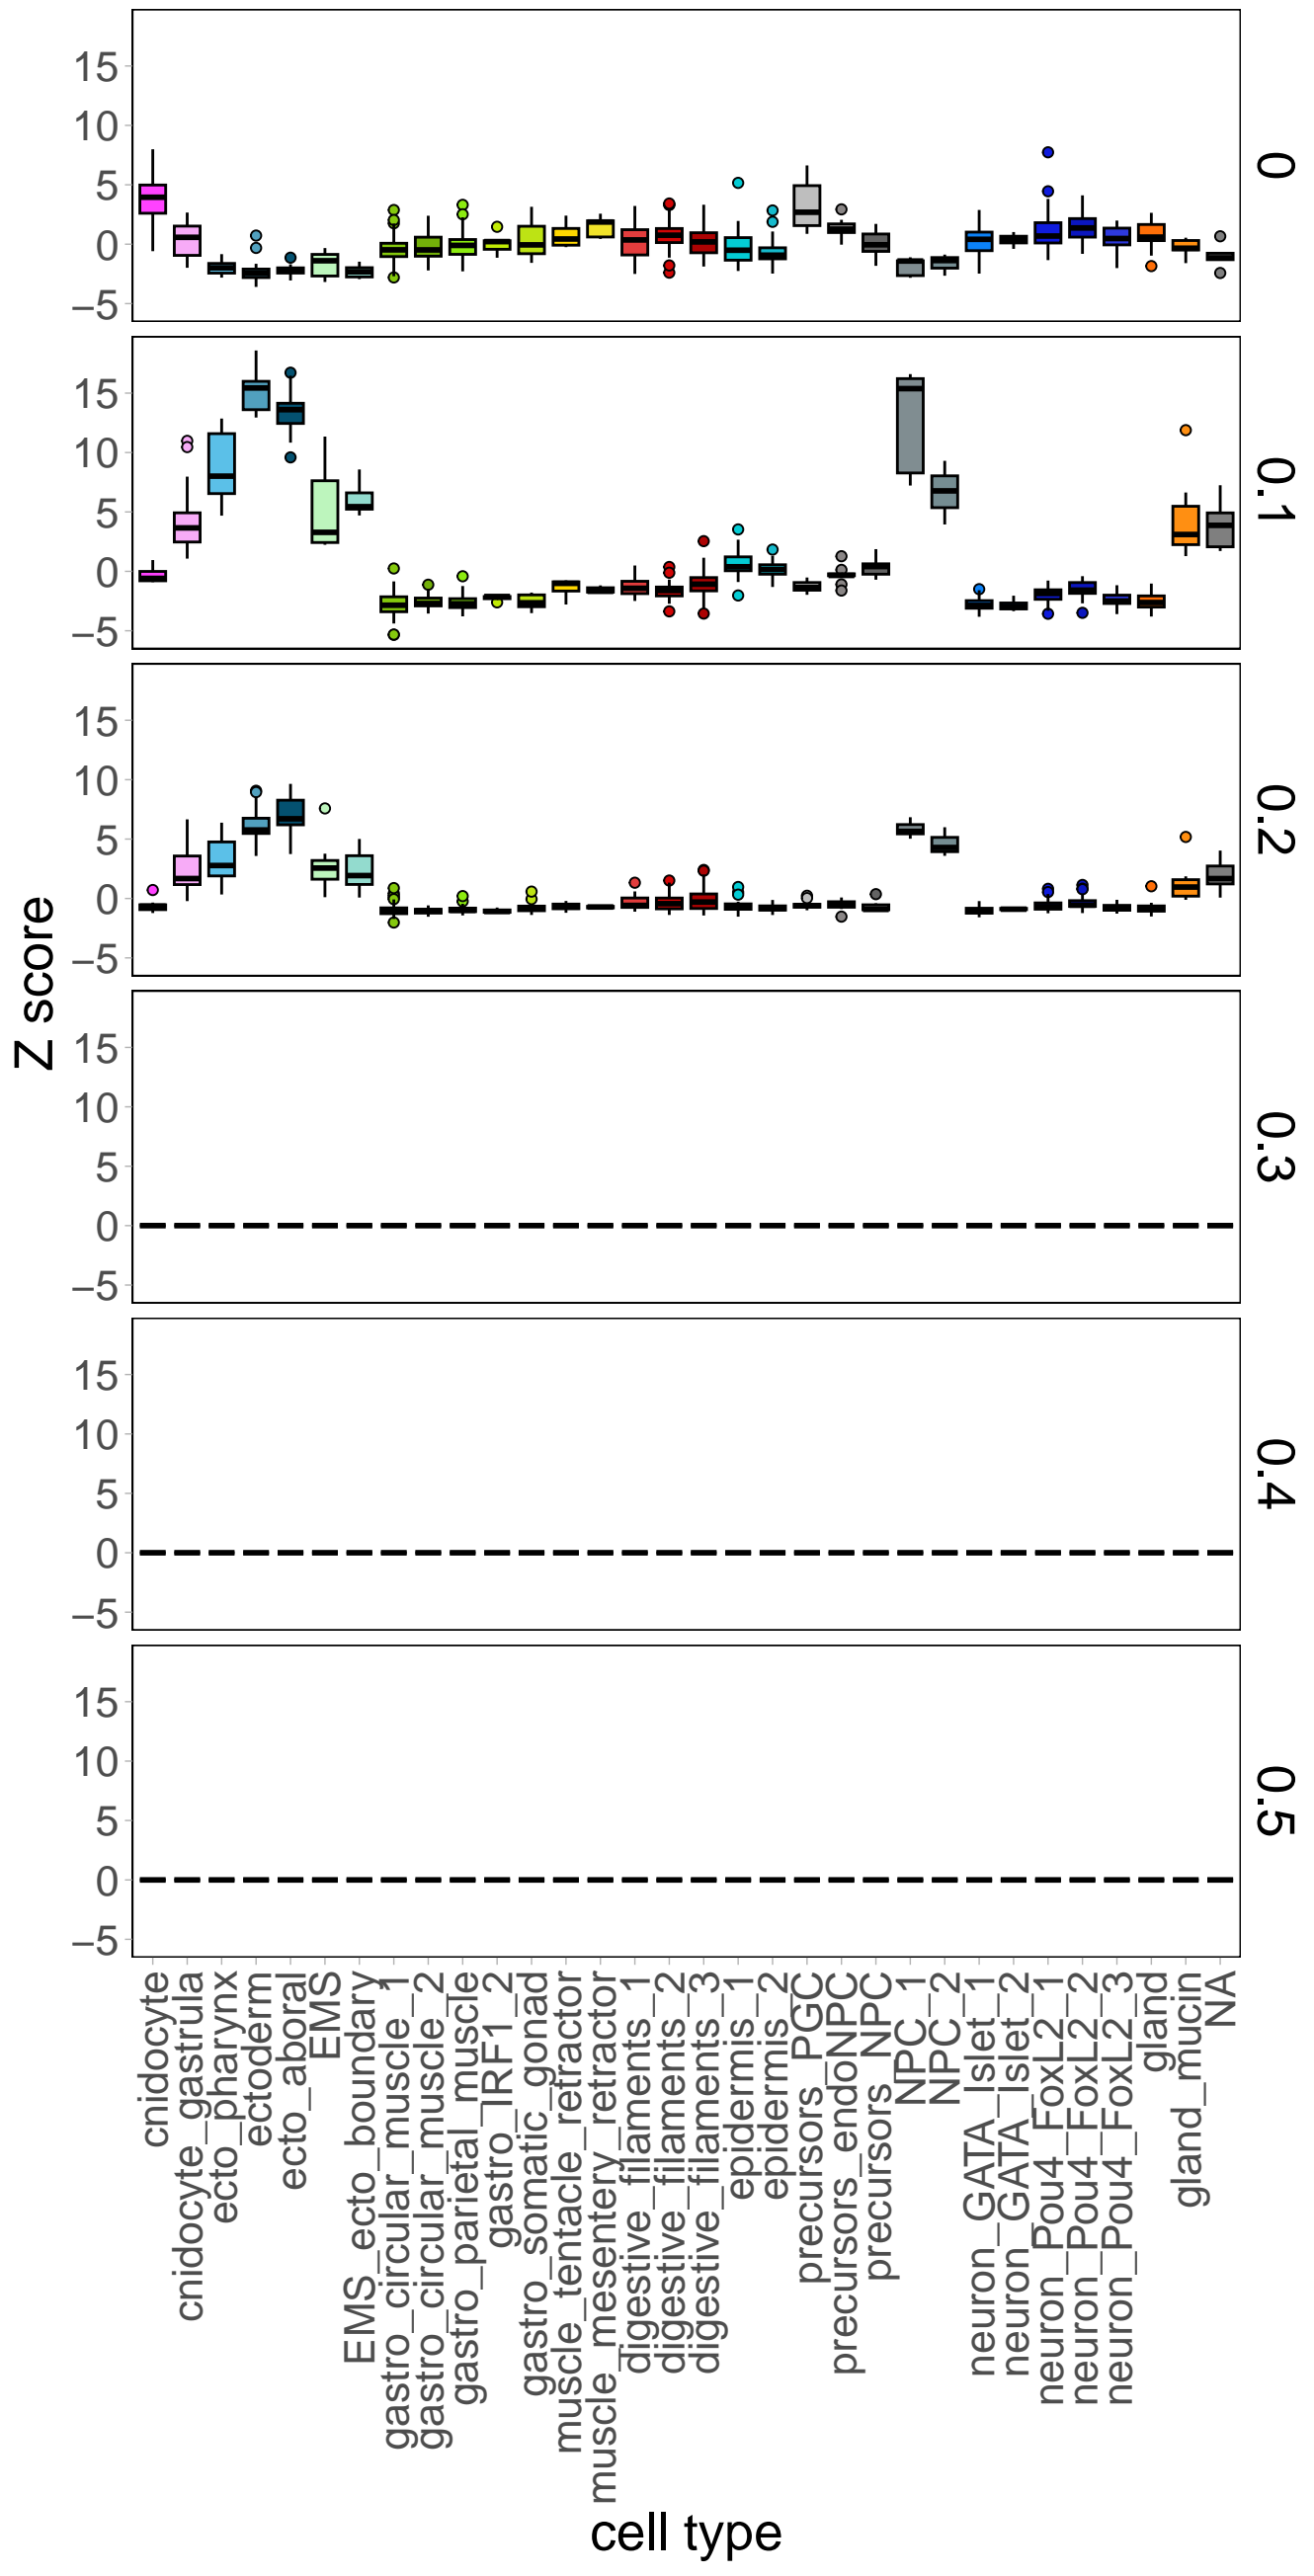 15
10
5
0
−5
0
15
10
5
0
−5
0.1
15
10
5
0
−5
0.2
15
10
5
0
−5
0.3
15
10
5
0
−5
0.4
15
10
5
0
−5
0.5
Z score
cnidocyte
cnidocyte_gastrula
ecto_pharynx
ectoderm
ecto_aboral
EMS
EMS_ecto_boundary
gastro_circular_muscle_1
gastro_circular_muscle_2
gastro_parietal_muscle
gastro_IRF1_2
gastro_somatic_gonad
muscle_tentacle_retractor
muscle_mesentery_retractor
digestive_filaments_1
digestive_filaments_2
digestive_filaments_3
epidermis_1
epidermis_2
precursors_PGC
precursors_endoNPC
precursors_NPC
NPC_1
NPC_2
neuron_GATA_Islet_1
neuron_GATA_Islet_2
neuron_Pou4_FoxL2_1
neuron_Pou4_FoxL2_2
neuron_Pou4_FoxL2_3
gland
gland_mucin
NA
cell type